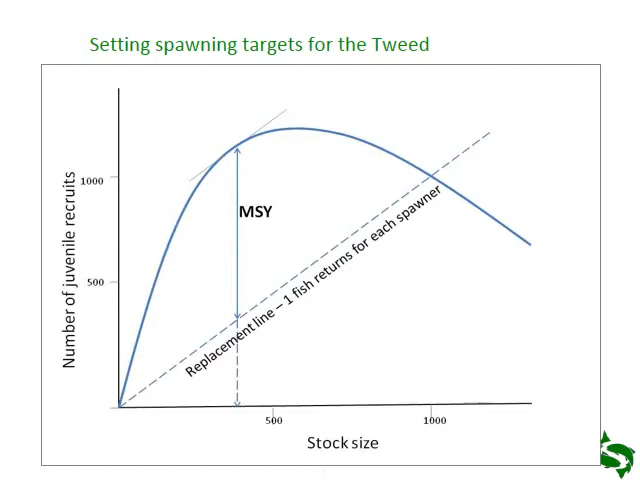 Setting spawning targets for the Tweed
Number of juvenile recruits
1000
500
MSY
Replacement line – 1 fish returns for each spawner
500
1000
Stock size